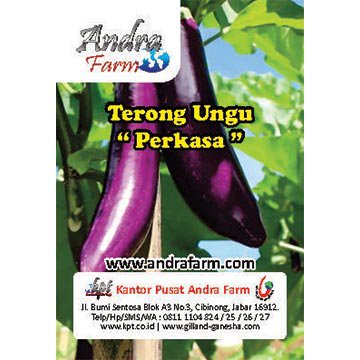 Andra
Farm
Terong Ungu
“ Perkasa ”
www.andrafarm.com
kpt Kantor Pusat Andra Farm
Jl. Bumi Sentosa Blok A3 No.3, Cibinong, Jabar 16912.
Telp/Hp/SMS/WA : 0811 1104 824 / 25 / 26 / 27
www.kpt.co.id | www.gilland-ganesha.com